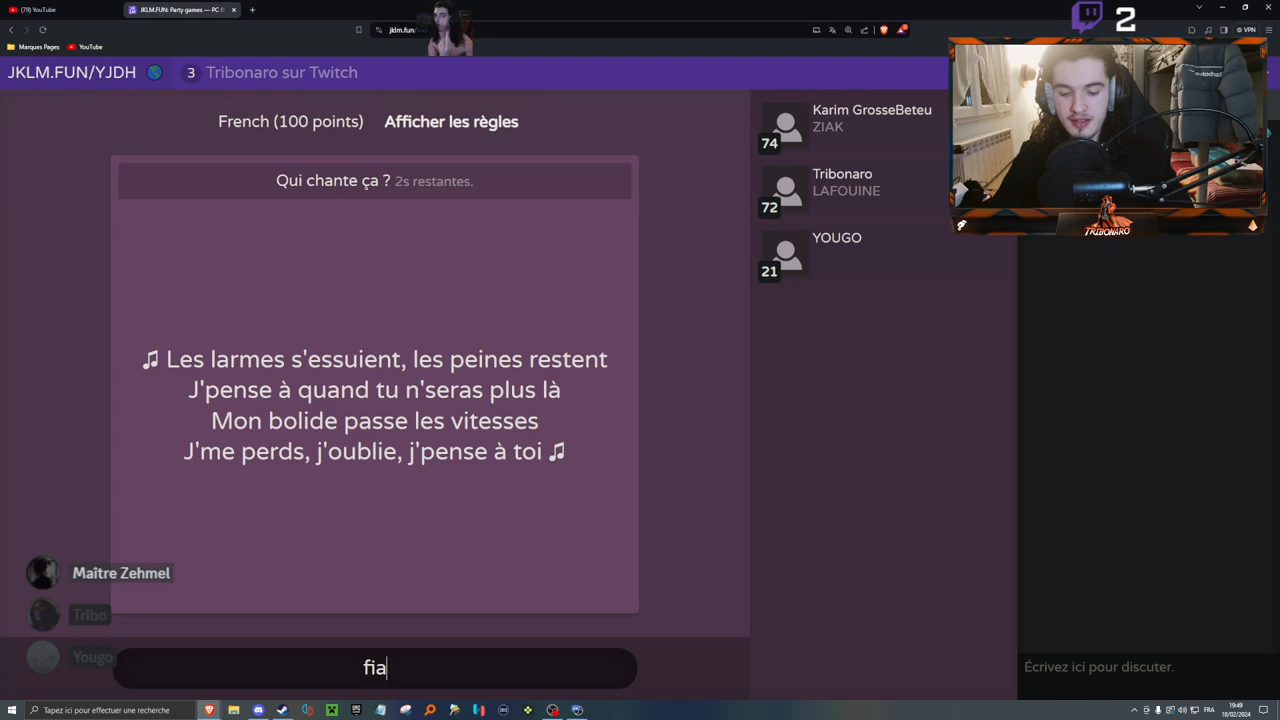 (79) YouTube
JKLM.FUN: Party games — PC &
jklm.fun/
VPN
Marques Pages
YouTube
2
JKLM.FUN/YJDH
3
Tribonaro sur Twitch
French (100 points)
Afficher les règles
Qui chante ça ? 2s restantes.
♫ Les larmes s'essuient, les peines restent
J'pense à quand tu n'seras plus là
Mon bolide passe les vitesses
J'me perds, j'oublie, j'pense à toi ♫
Karim GrosseBeteu
ZIAK
74
Tribonaro
LAFOUINE
72
YOUGO
21
TRIBONARO
Maître Zehmel
Tribo
Yougo
fia
Écrivez ici pour discuter.
Tapez ici pour effectuer une recherche
FRA
19:49
18/02/2024